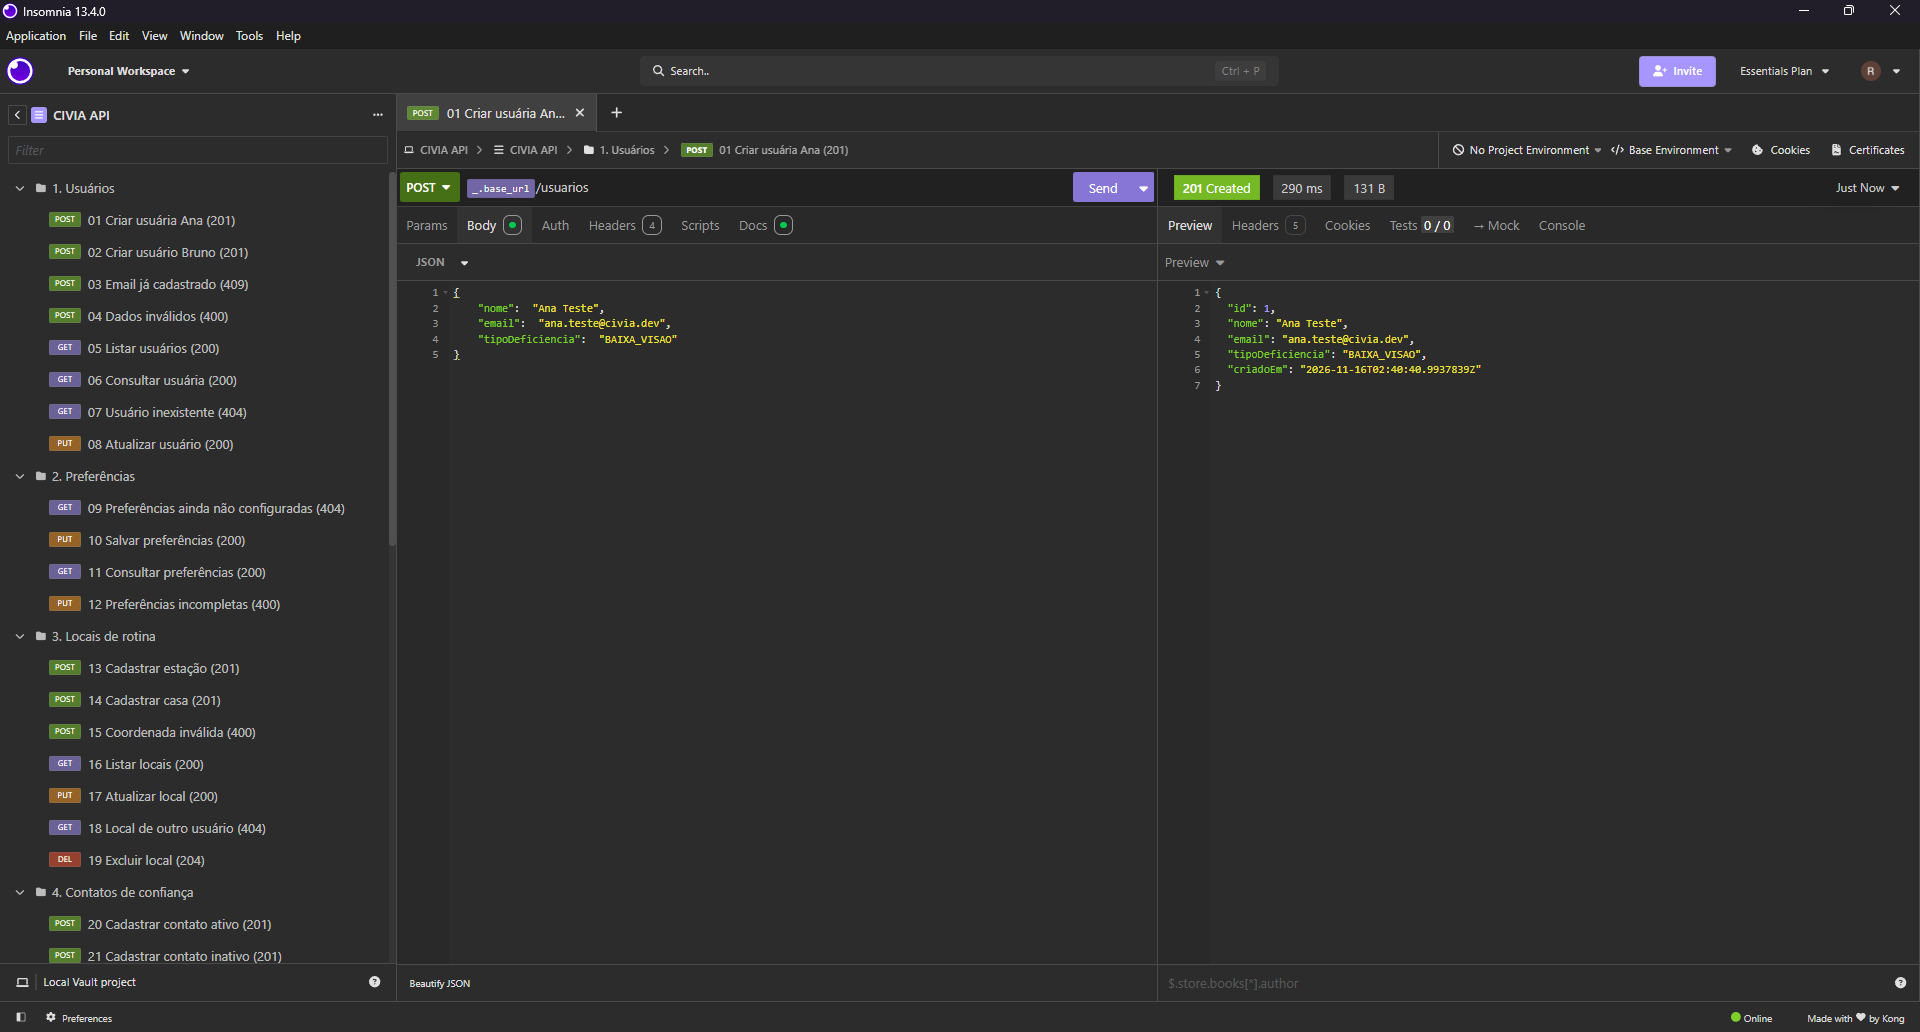 Insomnia 13.4.0
Application File Edit View Window Tools Help
Personal Workspace
Search..
Ctrl + P
Invite
Essentials Plan
R
CIVIA API
POST 01 Criar usuária An...
Filter
CIVIA API > CIVIA API > 1. Usuários > POST 01 Criar usuária Ana (201)
No Project Environment
Base Environment
Cookies
Certificates
1. Usuários
POST 01 Criar usuária Ana (201)
POST 02 Criar usuário Bruno (201)
POST 03 Email já cadastrado (409)
POST 04 Dados inválidos (400)
GET 05 Listar usuários (200)
GET 06 Consultar usuária (200)
GET 07 Usuário inexistente (404)
PUT 08 Atualizar usuário (200)
2. Preferências
GET 09 Preferências ainda não configuradas (404)
PUT 10 Salvar preferências (200)
GET 11 Consultar preferências (200)
PUT 12 Preferências incompletas (400)
3. Locais de rotina
POST 13 Cadastrar estação (201)
POST 14 Cadastrar casa (201)
POST 15 Coordenada inválida (400)
GET 16 Listar locais (200)
PUT 17 Atualizar local (200)
GET 18 Local de outro usuário (404)
DEL 19 Excluir local (204)
4. Contatos de confiança
POST 20 Cadastrar contato ativo (201)
POST 21 Cadastrar contato inativo (201)
Local Vault project
POST _.base_url /usuarios
Send
Params Body Auth Headers 4 Scripts Docs
JSON
1 {
2 "nome": "Ana Teste",
3 "email": "ana.teste@civia.dev",
4 "tipoDeficiencia": "BAIXA_VISAO"
5 }
Beautify JSON
201 Created 290 ms 131 B
Just Now
Preview Headers 5 Cookies Tests 0 / 0 → Mock Console
Preview
1 {
2 "id": 1,
3 "nome": "Ana Teste",
4 "email": "ana.teste@civia.dev",
5 "tipoDeficiencia": "BAIXA_VISAO",
6 "criadoEm": "2026-11-16T02:40:40.9937839Z"
7 }
$.store.books[*].author
Preferences
Online
Made with ♥ by Kong